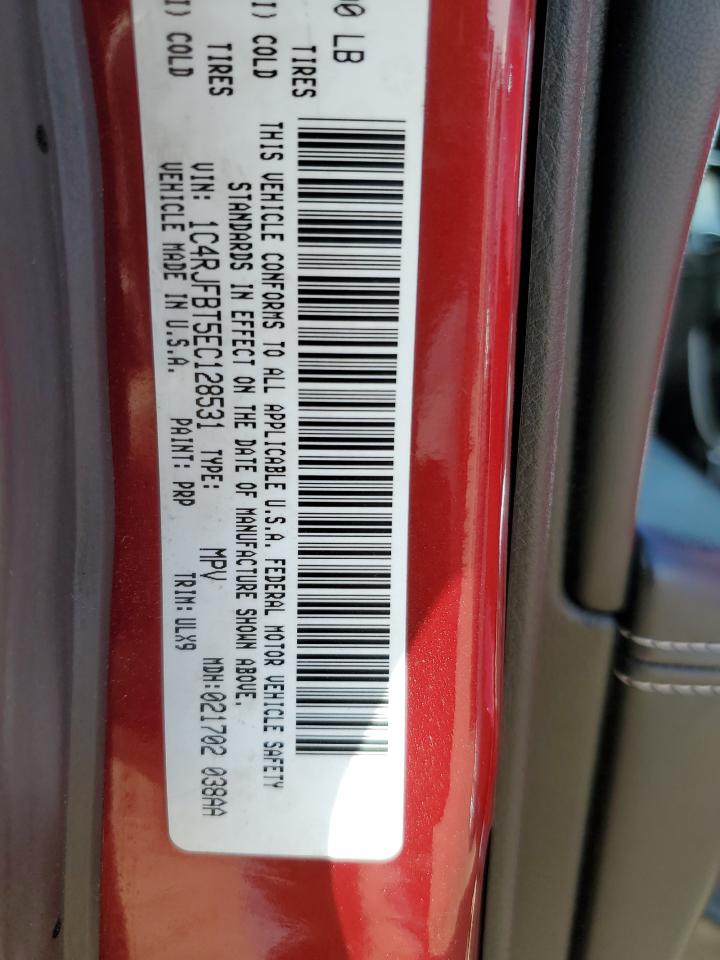 00 LB
TIRES
I) COLD
TIRES
I) COLD
THIS VEHICLE CONFORMS TO ALL APPLICABLE U.S.A. FEDERAL MOTOR VEHICLE SAFETY
STANDARDS IN EFFECT ON THE DATE OF MANUFACTURE SHOWN ABOVE.
VIN: 1C4RJFBT5EC128531 TYPE: MPV MDH:021702 038AA
VEHICLE MADE IN U.S.A. PAINT: PRP TRIM: ULX9